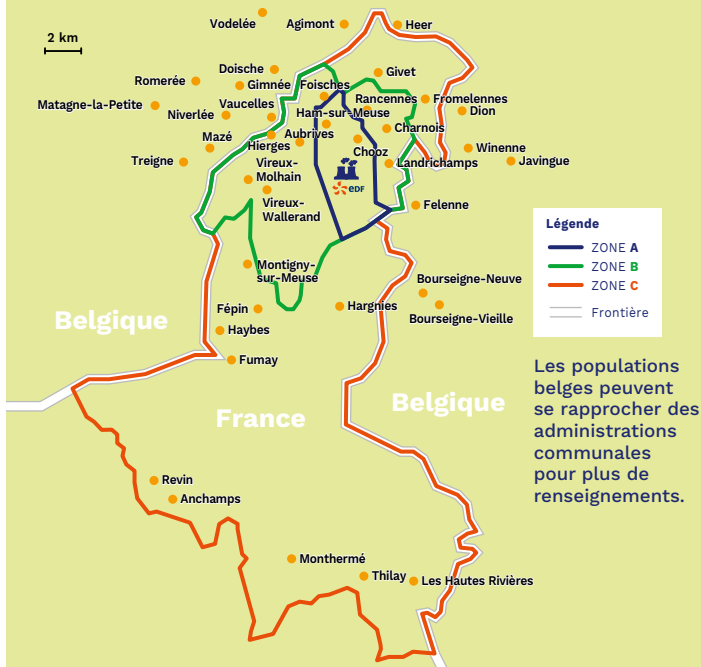 Vodelée
Agimont
Heer
2 km
Doische
Givet
Romerée
Gimnée
Foisches
Matagne-la-Petite
Vaucelles
Rancennes
Fromelennes
Niverlée
Ham-sur-Meuse
Dion
Mazé
Aubrives
Charnois
Hierges
Chooz
Winenne
Treigne
Vireux-
Molhain
Landrichamps
Javingue
EDF
Vireux-
Wallerand
Felenne
Légende
ZONE A
ZONE B
ZONE C
Frontière
Montigny-
sur-Meuse
Bourseigne-Neuve
Fépin
Hargnies
Bourseigne-Vieille
Belgique
Haybes
Fumay
France
Belgique
Les populations
belges peuvent
se rapprocher des
administrations
communales
pour plus de
renseignements.
Revin
Anchamps
Monthermé
Thilay
Les Hautes Rivières